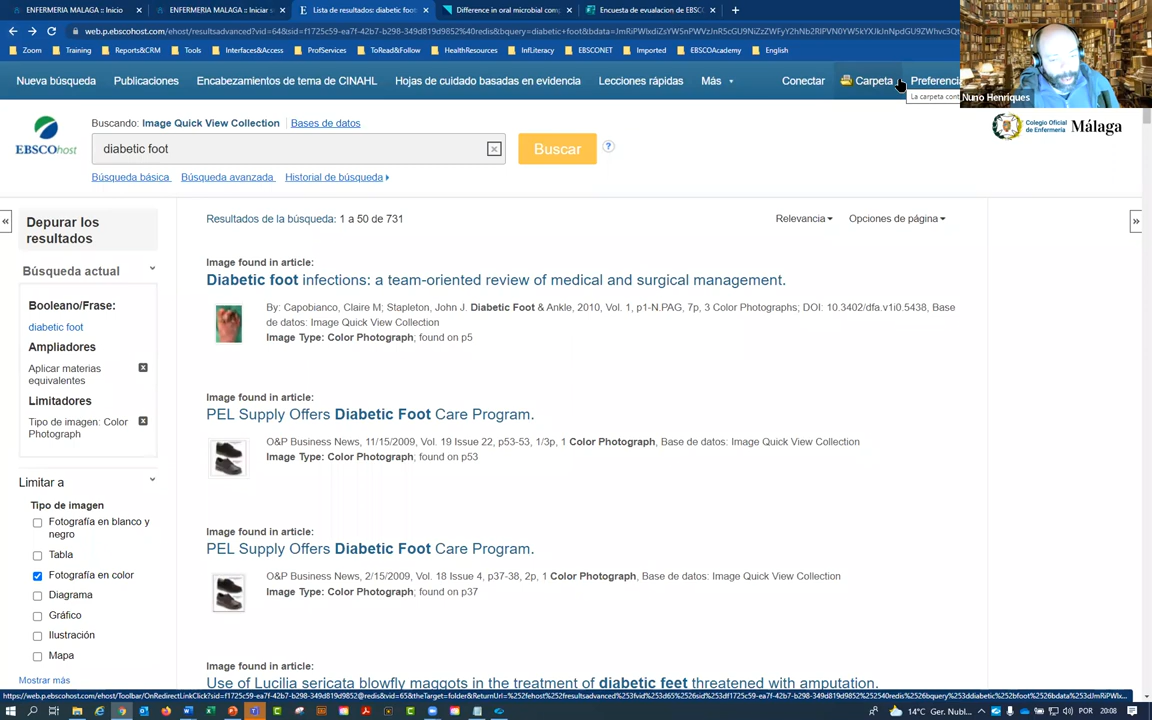 ENFERMERIA MALAGA :: Inicio
ENFERMERIA MALAGA :: Iniciar s
Lista de resultados: diabetic foot
Difference in oral microbial com
Encuesta de evualacion de EBSC
Zoom
Training
Reports&CRM
Tools
Interfases&Access
ProfServices
ToRead&Follow
HealthResources
InfLiteracy
EBSCONET
Imported
EBSCOAcademy
English
Nueva búsqueda
Publicaciones
Encabezamientos de tema de CINAHL
Hojas de cuidado basadas en evidencia
Lecciones rápidas
Más
Conectar
Carpeta
Preferencia
La carpeta cont
Nuno Henriques
Colegio Oficial de Enfermería Málaga
EBSCOhost
Buscando: Image Quick View Collection
Bases de datos
diabetic foot
Buscar
?
Búsqueda básica
Búsqueda avanzada
Historial de búsqueda
Depurar los
resultados
Resultados de la búsqueda: 1 a 50 de 731
Relevancia
Opciones de página
Búsqueda actual
Booleano/Frase:
diabetic foot
Ampliadores
Aplicar materias
equivalentes
Limitadores
Tipo de imagen: Color
Photograph
Limitar a
Tipo de imagen
Fotografía en blanco y
negro
Tabla
Fotografía en color
Diagrama
Gráfico
Ilustración
Mapa
Mostrar más
Image found in article:
Diabetic foot infections: a team-oriented review of medical and surgical management.
By: Capobianco, Claire M; Stapleton, John J. Diabetic Foot & Ankle, 2010, Vol. 1, p1-N.PAG, 7p, 3 Color Photographs; DOI: 10.3402/dfa.v1i0.5438, Base
de datos: Image Quick View Collection
Image Type: Color Photograph; found on p5
Image found in article:
PEL Supply Offers Diabetic Foot Care Program.
O&P Business News, 11/15/2009, Vol. 19 Issue 22, p53-53, 1/3p, 1 Color Photograph, Base de datos: Image Quick View Collection
Image Type: Color Photograph; found on p53
Image found in article:
PEL Supply Offers Diabetic Foot Care Program.
O&P Business News, 2/15/2009, Vol. 18 Issue 4, p37-38, 2p, 1 Color Photograph, Base de datos: Image Quick View Collection
Image Type: Color Photograph; found on p37
Image found in article:
Use of Lucilia sericata blowfly maggots in the treatment of diabetic feet threatened with amputation.
14°C Ger. Nubl...
POR
20:08